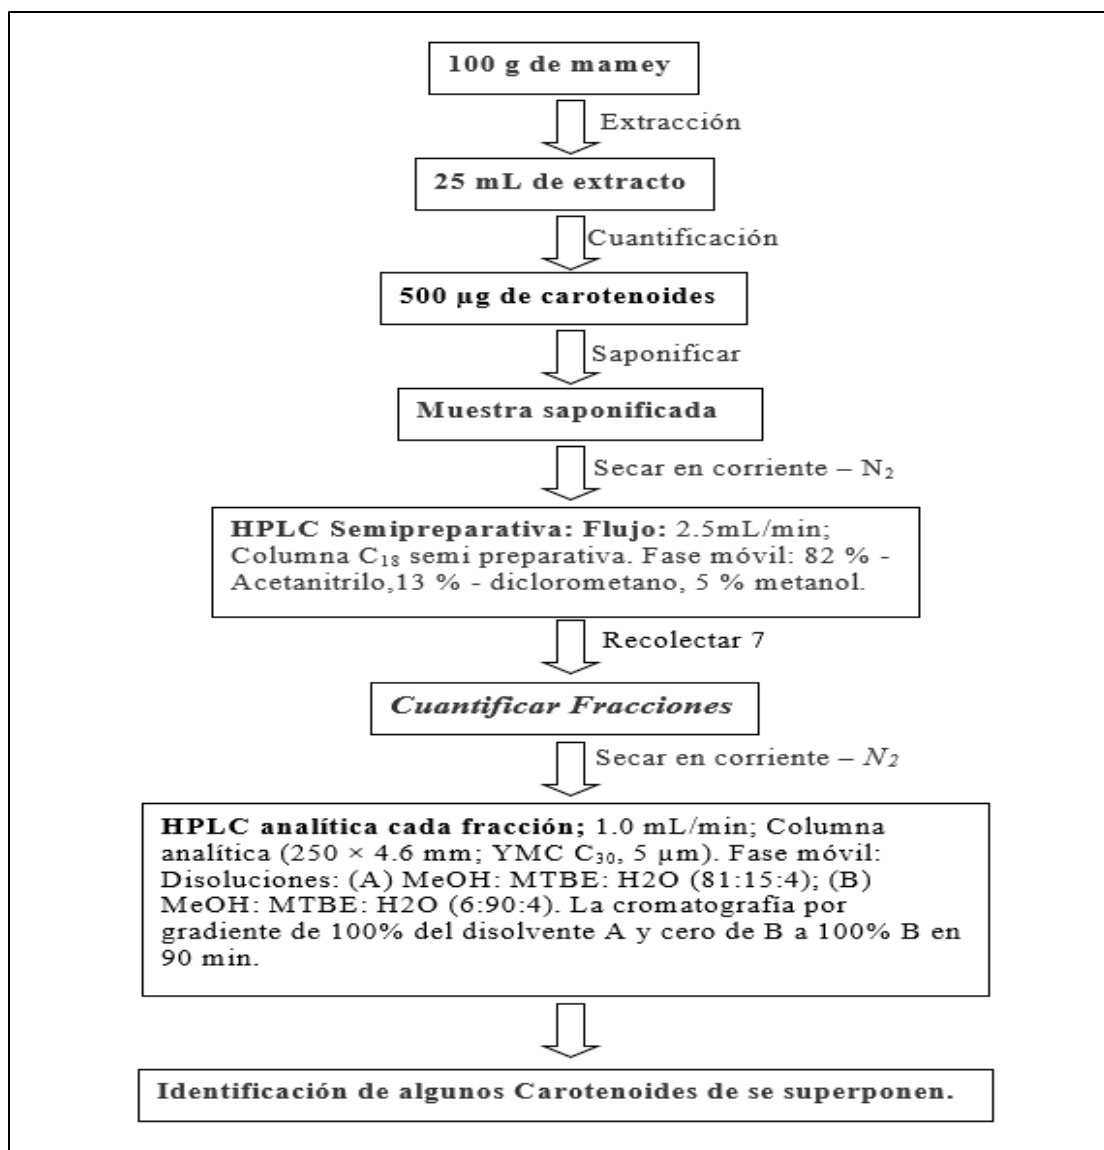 100 g de mamey
Extracción
25 mL de extracto
Cuantificación
500 µg de carotenoides
Saponificar
Muestra saponificada
Secar en corriente – N₂
HPLC Semipreparativa: Flujo: 2.5mL/min;
Columna C₁₈ semi preparativa. Fase móvil: 82 % -
Acetanitrilo,13 % - diclorometano, 5 % metanol.
Recolectar 7
Cuantificar Fracciones
Secar en corriente – N₂
HPLC analítica cada fracción; 1.0 mL/min; Columna
analítica (250 × 4.6 mm; YMC C₃₀, 5 µm). Fase móvil:
Disoluciones: (A) MeOH: MTBE: H2O (81:15:4); (B)
MeOH: MTBE: H2O (6:90:4). La cromatografía por
gradiente de 100% del disolvente A y cero de B a 100% B en
90 min.
Identificación de algunos Carotenoides de se superponen.